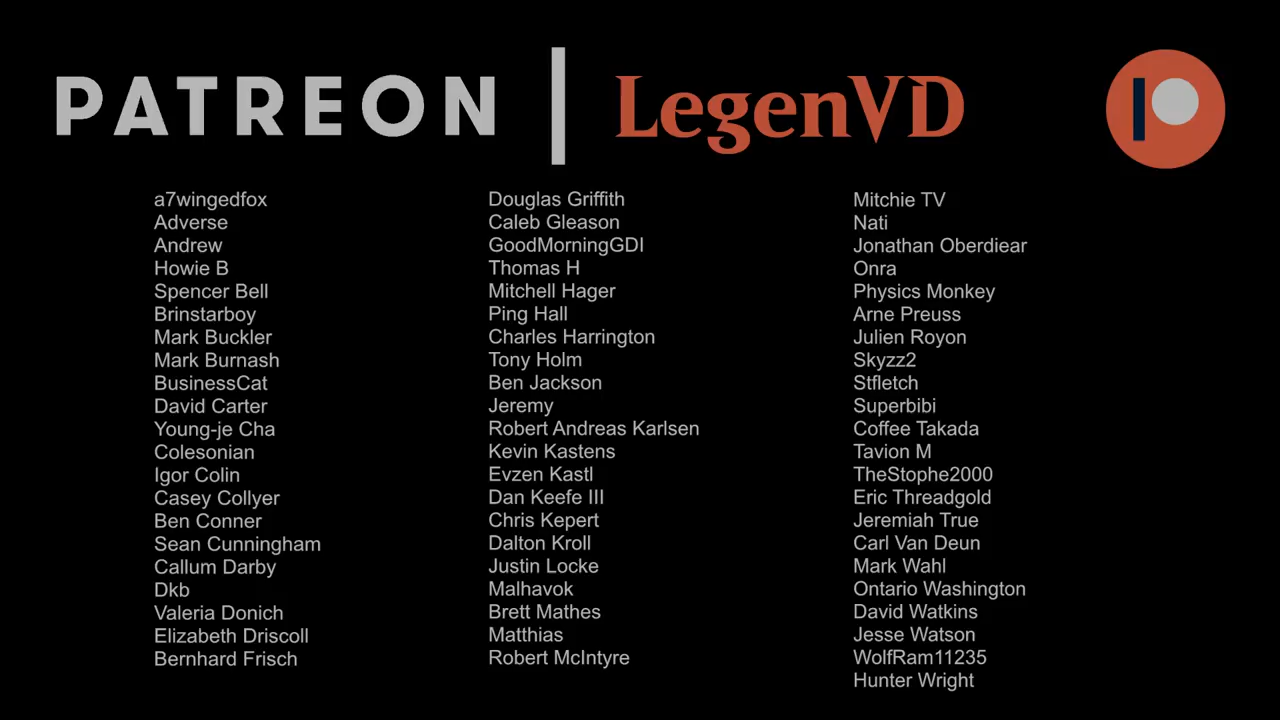 PATREON | LegenVD
a7wingedfox
Adverse
Andrew
Howie B
Spencer Bell
Brinstarboy
Mark Buckler
Mark Burnash
BusinessCat
David Carter
Young-je Cha
Colesonian
Igor Colin
Casey Collyer
Ben Conner
Sean Cunningham
Callum Darby
Dkb
Valeria Donich
Elizabeth Driscoll
Bernhard Frisch
Douglas Griffith
Caleb Gleason
GoodMorningGDI
Thomas H
Mitchell Hager
Ping Hall
Charles Harrington
Tony Holm
Ben Jackson
Jeremy
Robert Andreas Karlsen
Kevin Kastens
Evzen Kastl
Dan Keefe III
Chris Kepert
Dalton Kroll
Justin Locke
Malhavok
Brett Mathes
Matthias
Robert McIntyre
Mitchie TV
Nati
Jonathan Oberdiear
Onra
Physics Monkey
Arne Preuss
Julien Royon
Skyzz2
Stfletch
Superbibi
Coffee Takada
Tavion M
TheStophe2000
Eric Threadgold
Jeremiah True
Carl Van Deun
Mark Wahl
Ontario Washington
David Watkins
Jesse Watson
WolfRam11235
Hunter Wright